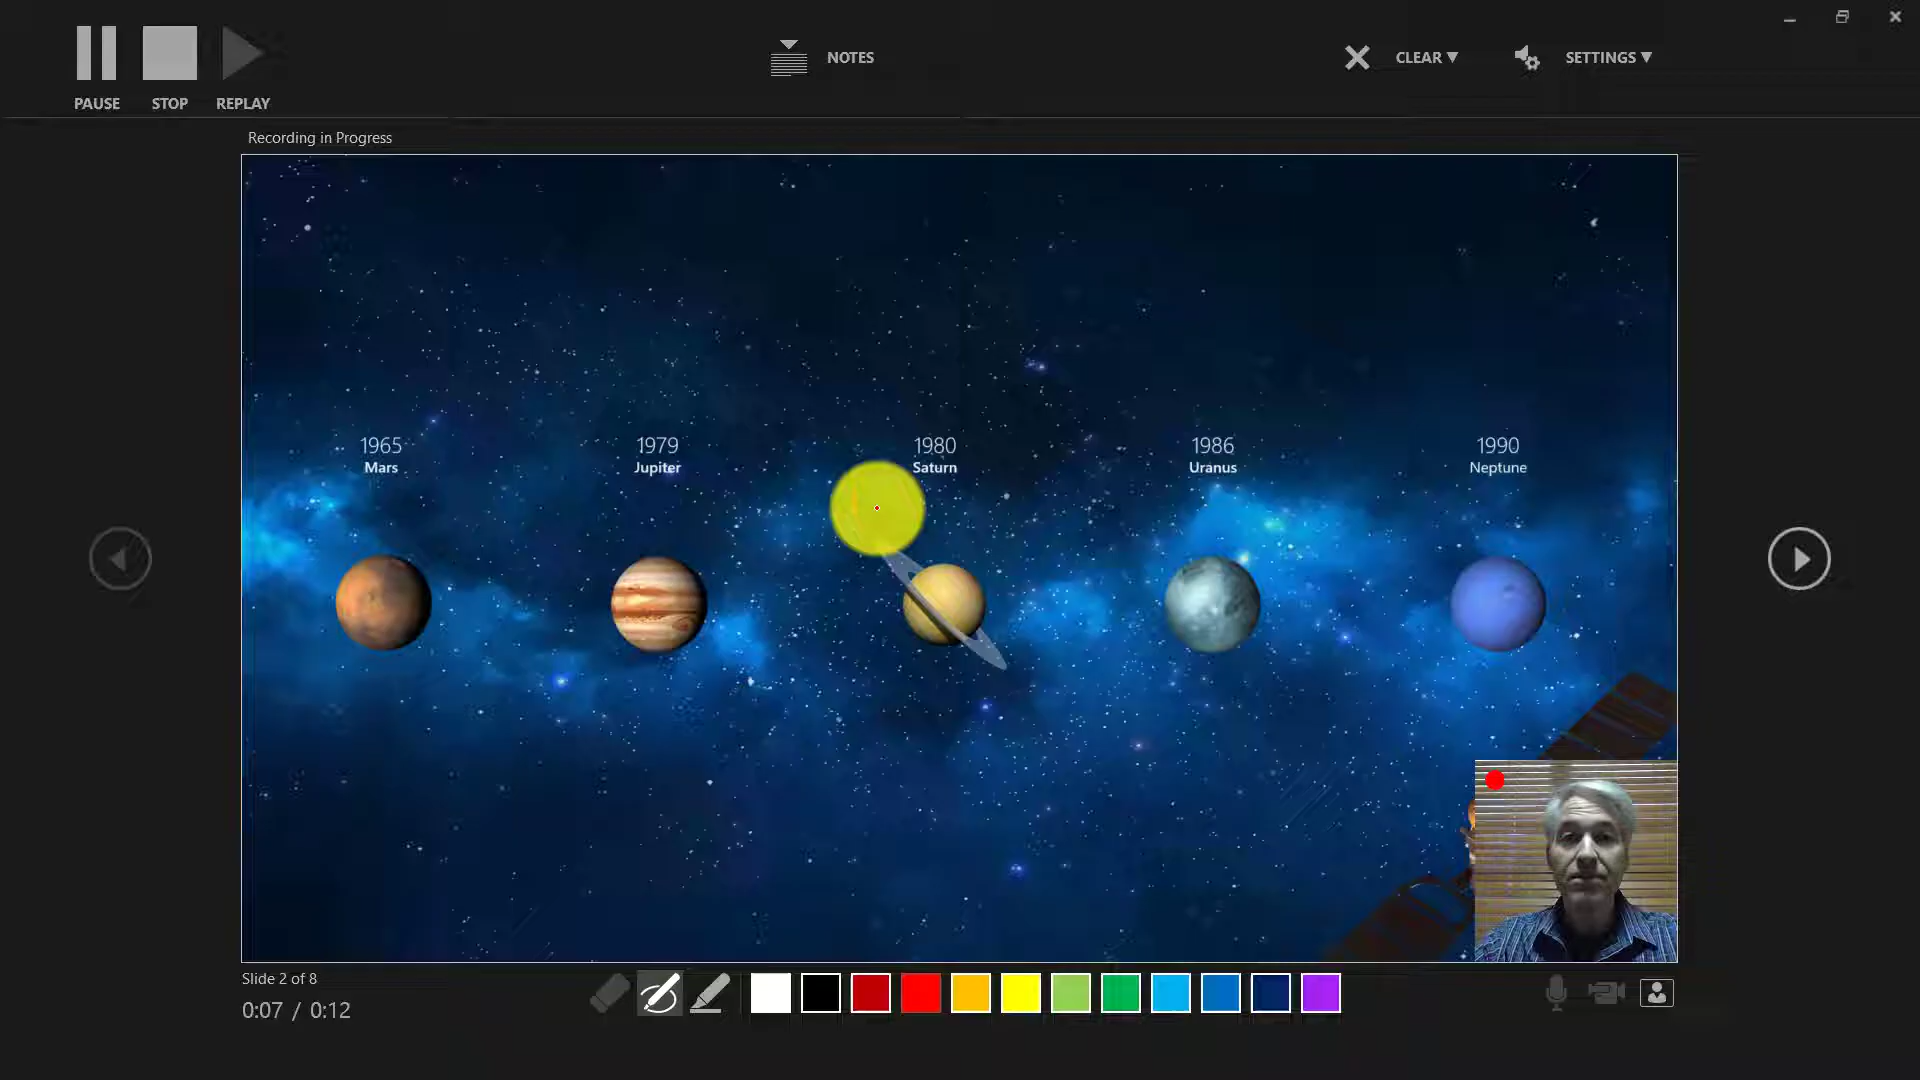 NOTES
CLEAR
SETTINGS
PAUSE STOP REPLAY
Recording in Progress
1965 1979 1980 1986 1990
Mars Jupiter Saturn Uranus Neptune
Slide 2 of 8
0:07 / 0:12